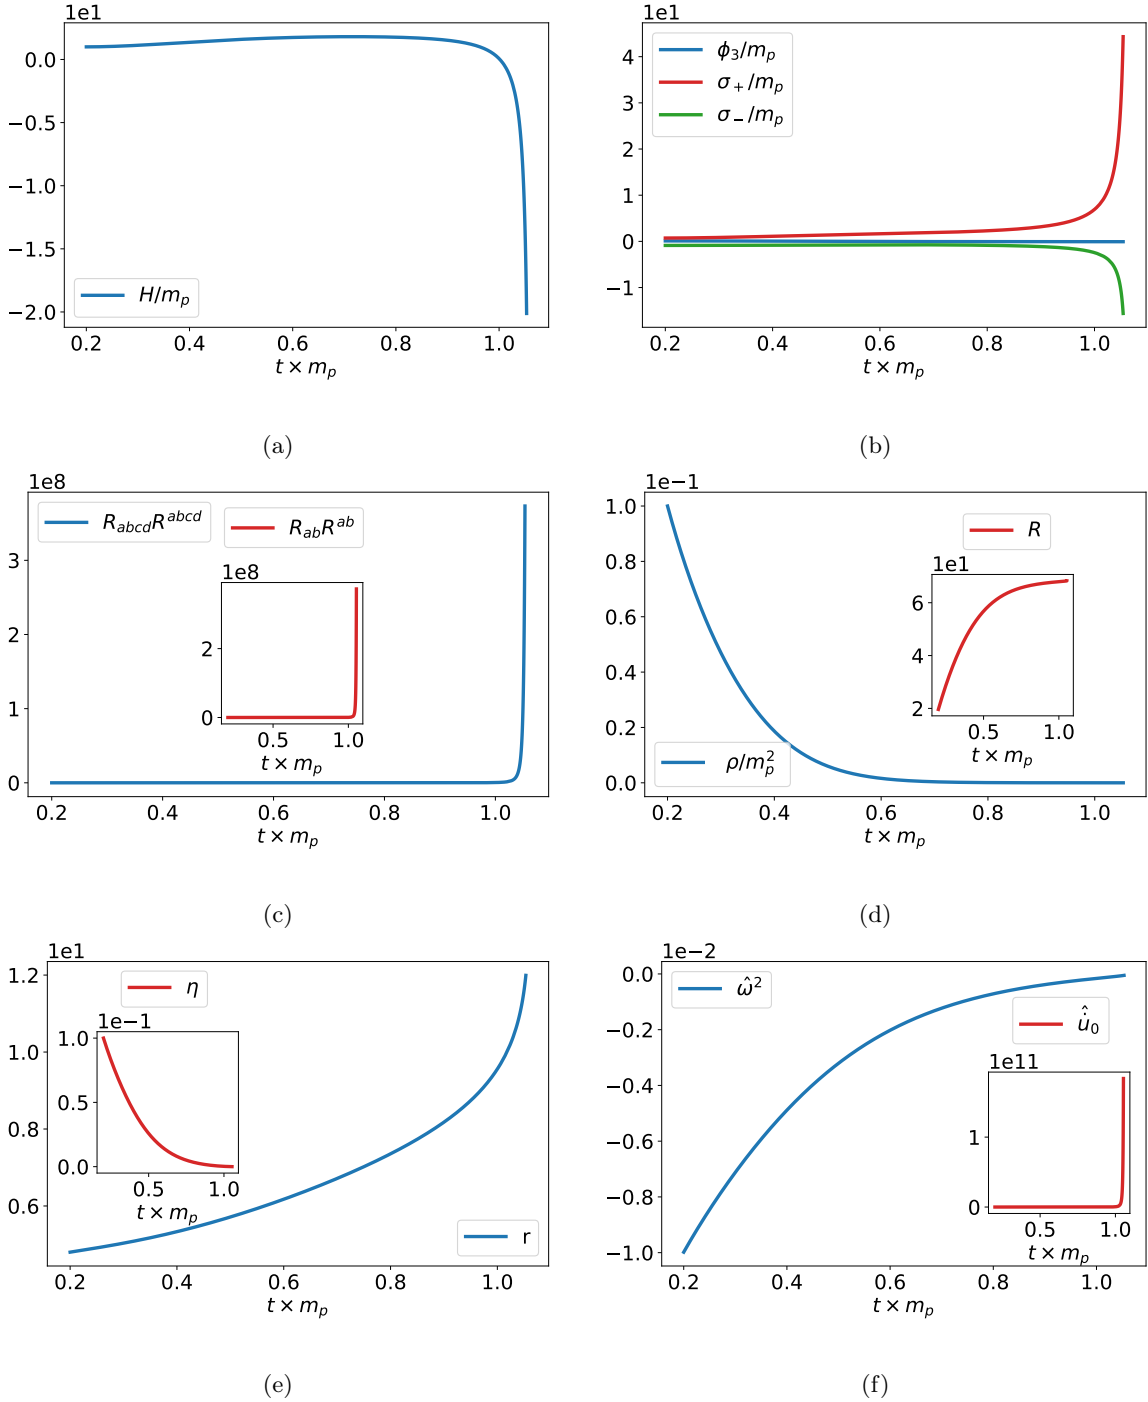 1e1
0.0
−0.5
−1.0
−1.5
−2.0
H/m_p
0.2 0.4 0.6 0.8 1.0
t × m_p
(a)
1e1
4
3
2
1
0
−1
ϕ_3/m_p
σ_+/m_p
σ_−/m_p
0.2 0.4 0.6 0.8 1.0
t × m_p
(b)
1e8
3
2
1
0
R_{abcd}R^{abcd}
R_{ab}R^{ab}
1e8
2
0
0.5 1.0
t × m_p
0.2 0.4 0.6 0.8 1.0
t × m_p
(c)
1e−1
1.0
0.8
0.6
0.4
0.2
0.0
ρ/m_p^2
R
1e1
6
4
2
0.5 1.0
t × m_p
0.2 0.4 0.6 0.8 1.0
t × m_p
(d)
1e1
1.2
1.0
0.8
0.6
η
1e−1
1.0
0.5
0.0
0.5 1.0
t × m_p
r
0.2 0.4 0.6 0.8 1.0
t × m_p
(e)
1e−2
0.0
−0.2
−0.4
−0.6
−0.8
−1.0
ω̂^2
\hat{\dot{u}}_0
1e11
1
0
0.5 1.0
t × m_p
0.2 0.4 0.6 0.8 1.0
t × m_p
(f)